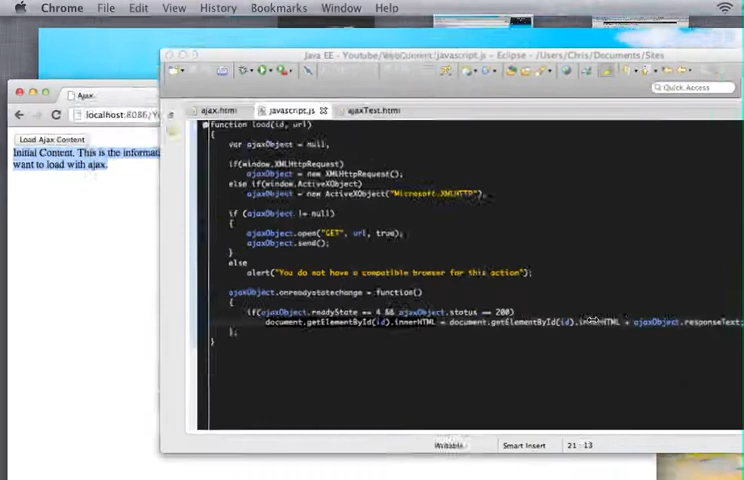 Chrome File Edit View History Bookmarks Window Help
Java EE - Youtube/WebContent/javascript.js - Eclipse - /Users/Chris/Documents/Sites
Quick Access
Ajax.
localhost:8086/Y
Load Ajax Content
Initial Content. This is the informat
want to load with ajax.
ajax.html javascript.js ajaxTest.html
function load(id, url)
{
var ajaxObject = null,
if(window.XMLHttpRequest)
ajaxObject = new XMLHttpRequest();
else if(window.ActiveXObject)
ajaxObject = new ActiveXObject("Microsoft.XMLHTTP"),
if (ajaxObject != null)
{
ajaxObject.open("GET", url, true);
ajaxObject.send();
}
else
alert("You do not have a compatible browser for this action");
ajaxObject.onreadystatechange = function()
{
if(ajaxObject.readyState == 4 && ajaxObject.status == 200)
document.getElementById(id).innerHTML = document.getElementById(id).innerHTML + ajaxObject.responseText;
};
}
Writable Smart Insert 21 : 13